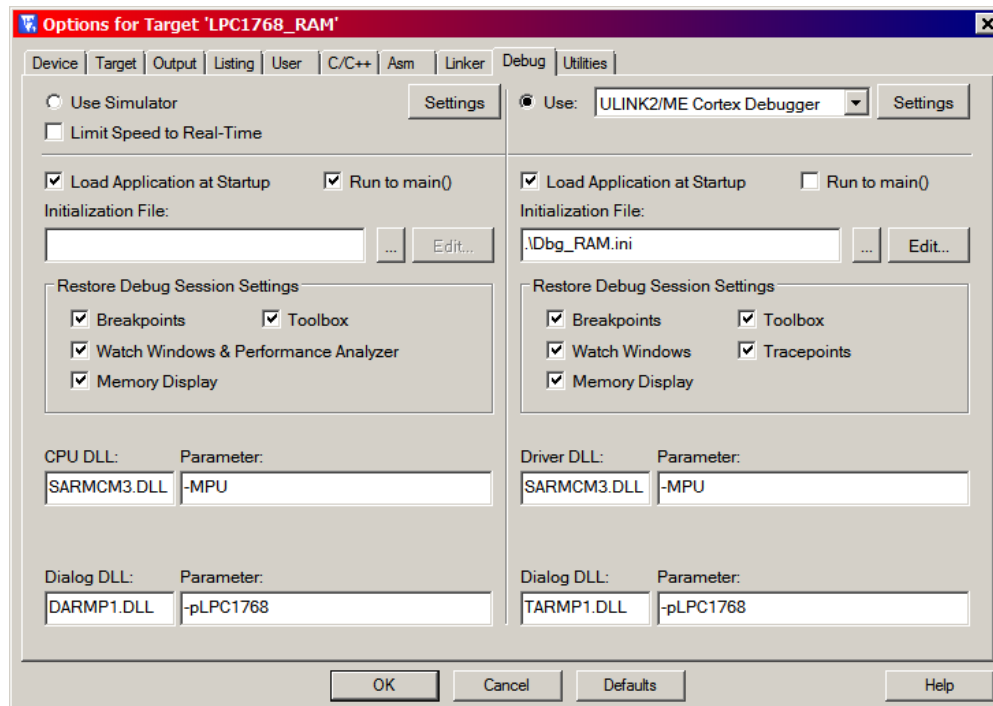 Options for Target 'LPC1768_RAM'
Device Target Output Listing User C/C++ Asm Linker Debug Utilities
Use Simulator Settings
Limit Speed to Real-Time
Use: ULINK2/ME Cortex Debugger Settings
Load Application at Startup Run to main()
Initialization File:
... Edit...
Restore Debug Session Settings
Breakpoints Toolbox
Watch Windows & Performance Analyzer
Memory Display
CPU DLL: Parameter:
SARMCM3.DLL -MPU
Dialog DLL: Parameter:
DARMP1.DLL -pLPC1768
Load Application at Startup Run to main()
Initialization File:
.\Dbg_RAM.ini ... Edit...
Restore Debug Session Settings
Breakpoints Toolbox
Watch Windows Tracepoints
Memory Display
Driver DLL: Parameter:
SARMCM3.DLL -MPU
Dialog DLL: Parameter:
TARMP1.DLL -pLPC1768
OK Cancel Defaults Help